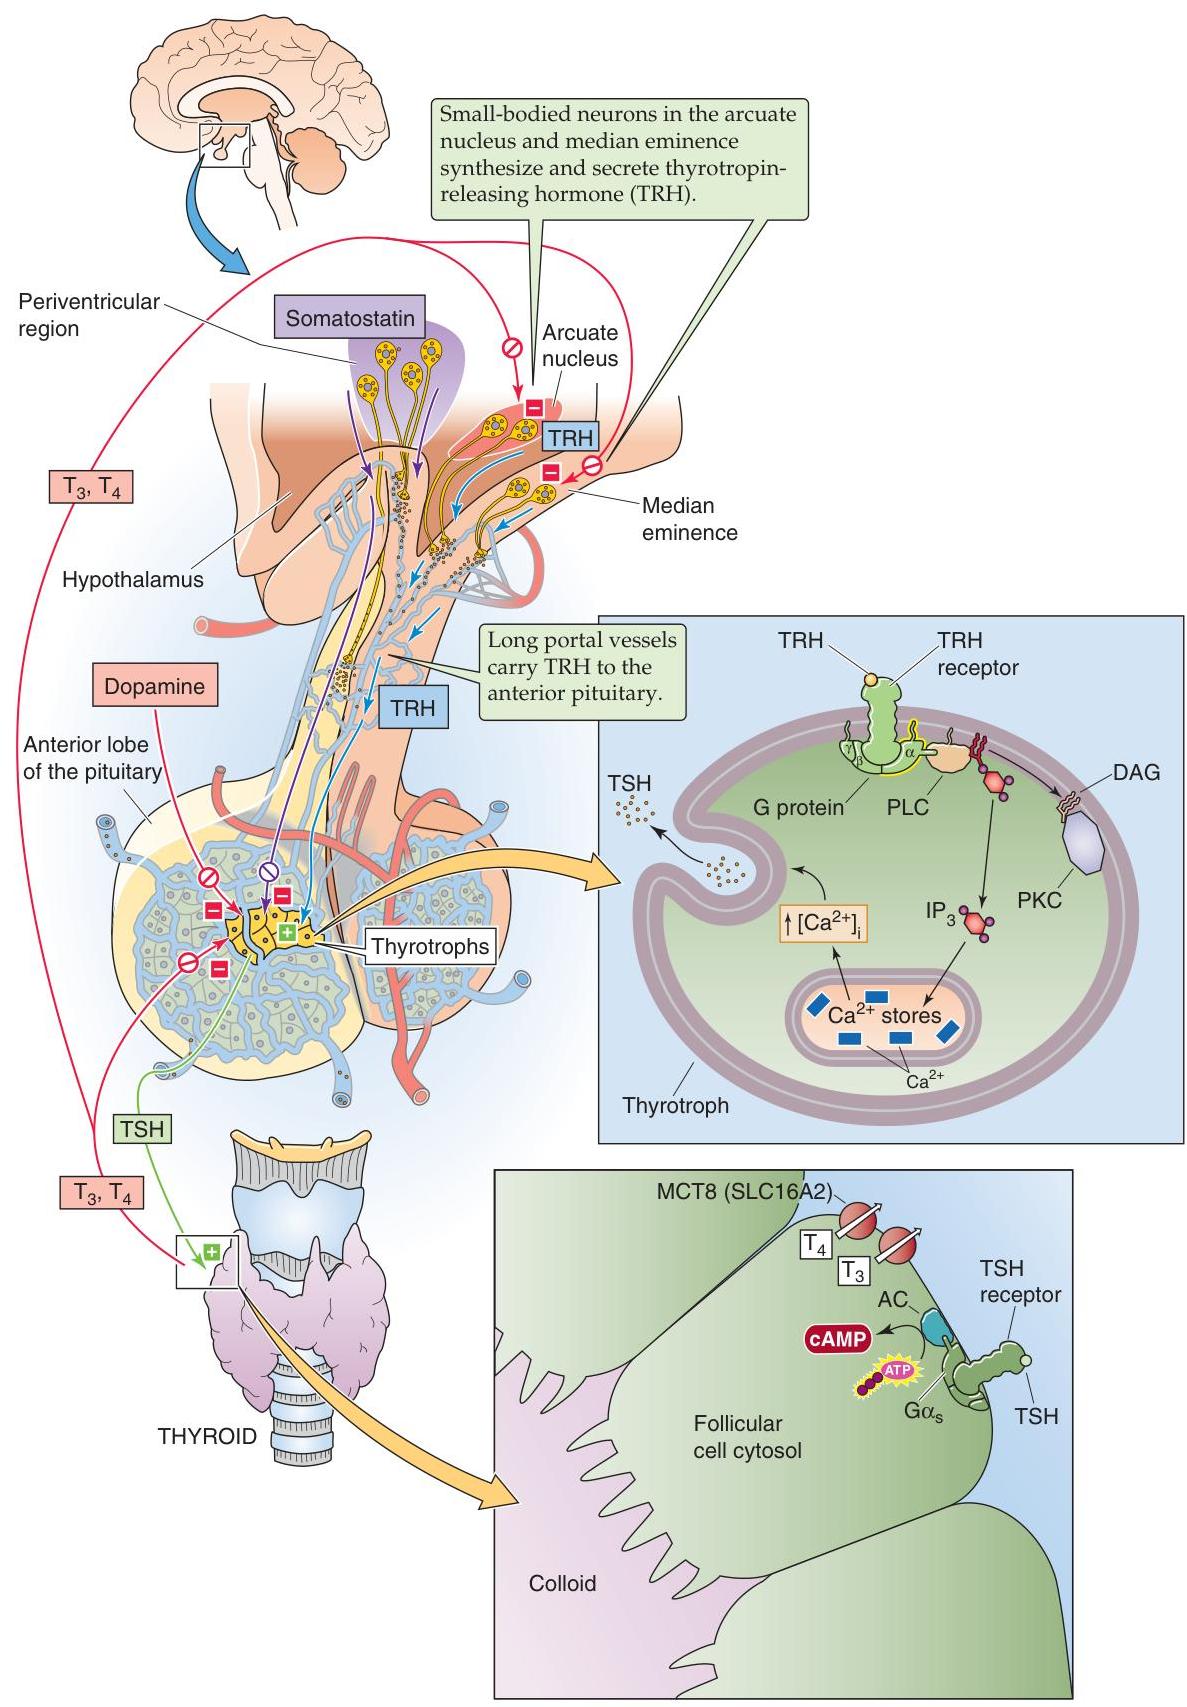 Small-bodied neurons in the arcuate
nucleus and median eminence
synthesize and secrete thyrotropin-
releasing hormone (TRH).
Periventricular
region
Somatostatin
Arcuate
nucleus
TRH
T3, T4
Median
eminence
Hypothalamus
Long portal vessels
carry TRH to the
anterior pituitary.
Dopamine
TRH
Anterior lobe
of the pituitary
Thyrotrophs
TRH
TRH
receptor
γ
β
α
G protein
PLC
DAG
TSH
PKC
IP3
↑ [Ca2+]i
Ca2+ stores
Ca2+
Thyrotroph
TSH
T3, T4
THYROID
MCT8 (SLC16A2)
T4
T3
TSH
receptor
AC
cAMP
ATP
Gαs
TSH
Follicular
cell cytosol
Colloid